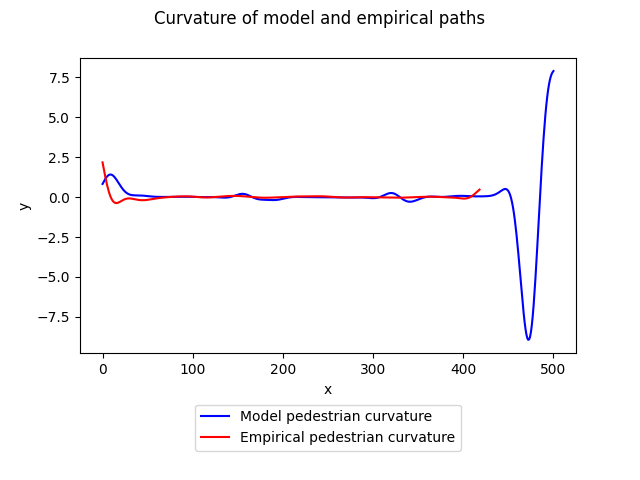 Curvature of model and empirical paths
7.5
5.0
2.5
0.0
−2.5
−5.0
−7.5
y
0 100 200 300 400 500
x
Model pedestrian curvature
Empirical pedestrian curvature